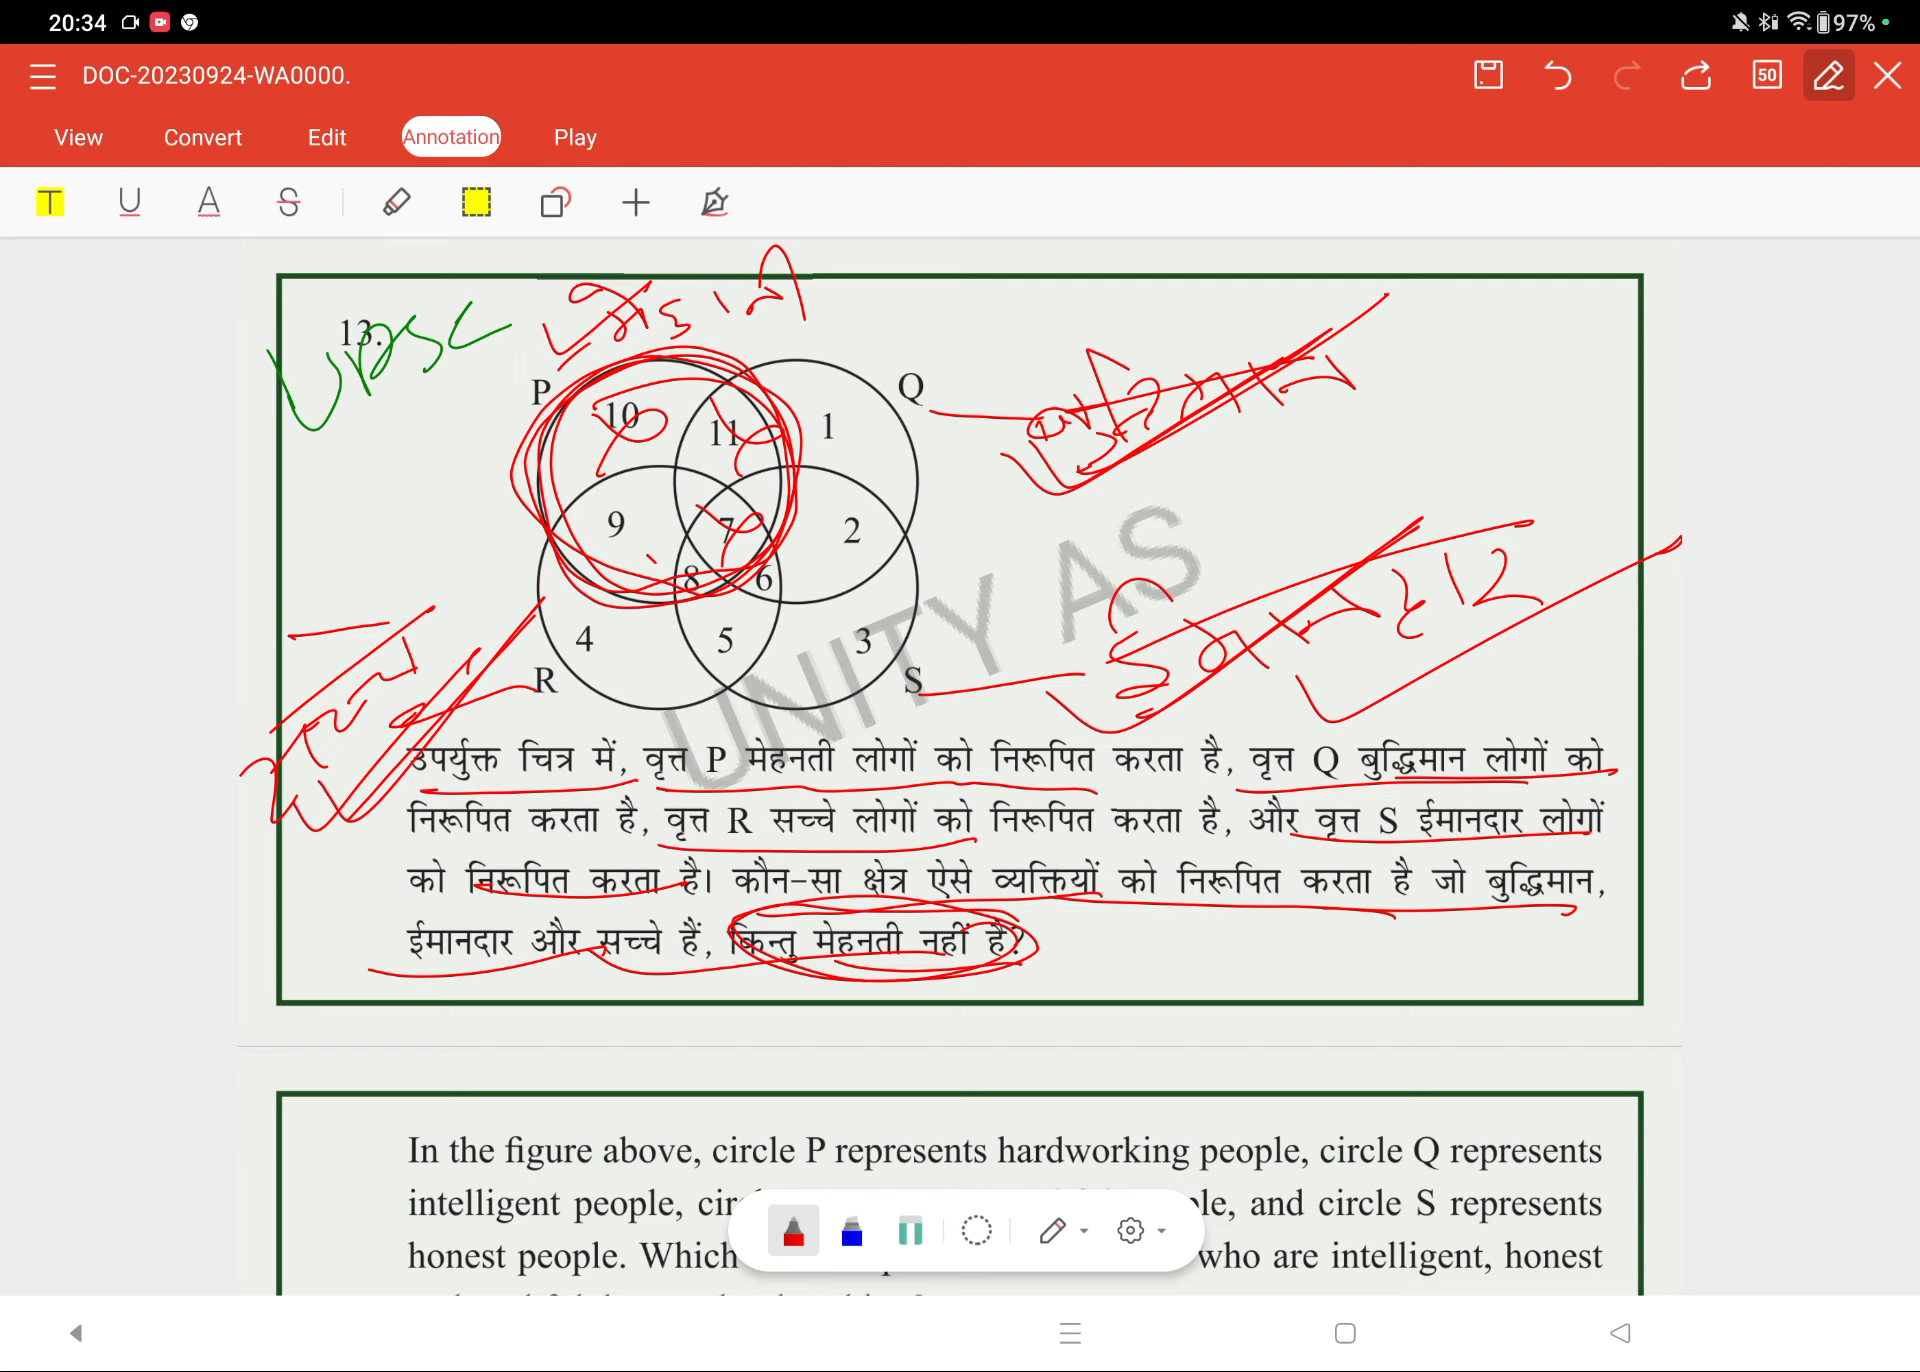 20:34
97%
DOC-20230924-WA0000.
50
View Convert Edit Annotation Play
T U A S
UPSC
13.
P Q
10 11 1
9 7 2
8 6
4 5 3
R S
UNITY AS
उपर्युक्त चित्र में, वृत्त P मेहनती लोगों को निरूपित करता है, वृत्त Q बुद्धिमान लोगों को
निरूपित करता है, वृत्त R सच्चे लोगों को निरूपित करता है, और वृत्त S ईमानदार लोगों
को निरूपित करता है। कौन-सा क्षेत्र ऐसे व्यक्तियों को निरूपित करता है जो बुद्धिमान,
ईमानदार और सच्चे हैं, किन्तु मेहनती नहीं हैं?
In the figure above, circle P represents hardworking people, circle Q represents
intelligent people, and circle S represents
honest people. Which who are intelligent, honest